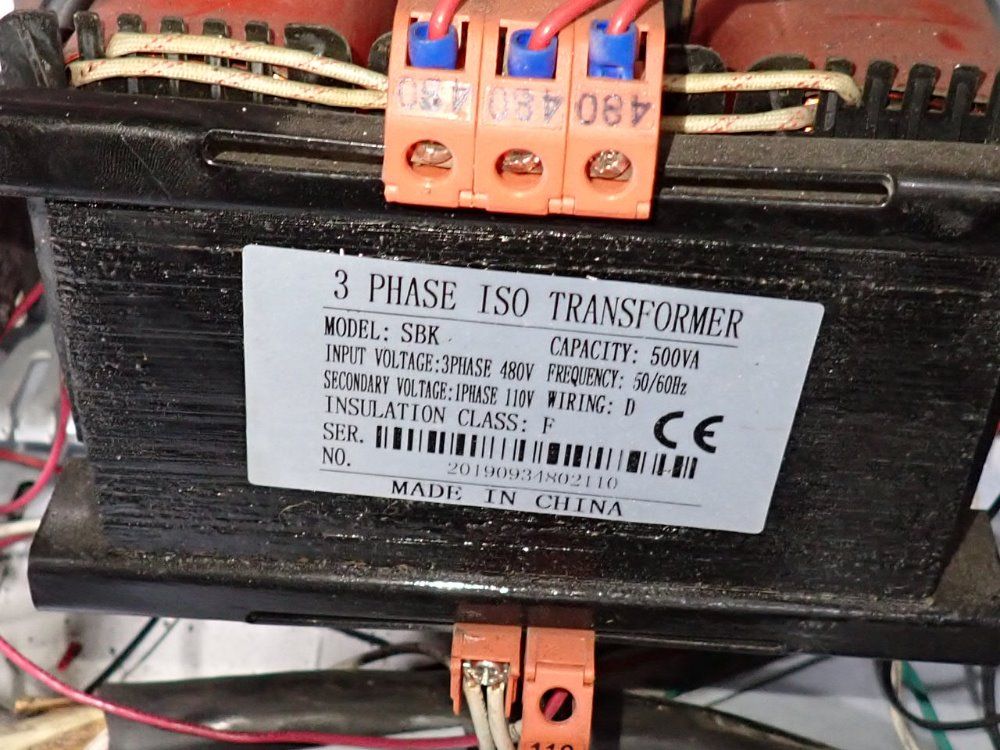 480 480 480
3 PHASE ISO TRANSFORMER
MODEL: SBK CAPACITY: 500VA
INPUT VOLTAGE:3PHASE 480V FREQUENCY: 50/60Hz
SECONDARY VOLTAGE:1PHASE 110V WIRING: D
INSULATION CLASS: F CE
SER.
NO. 20190934802110
MADE IN CHINA
110